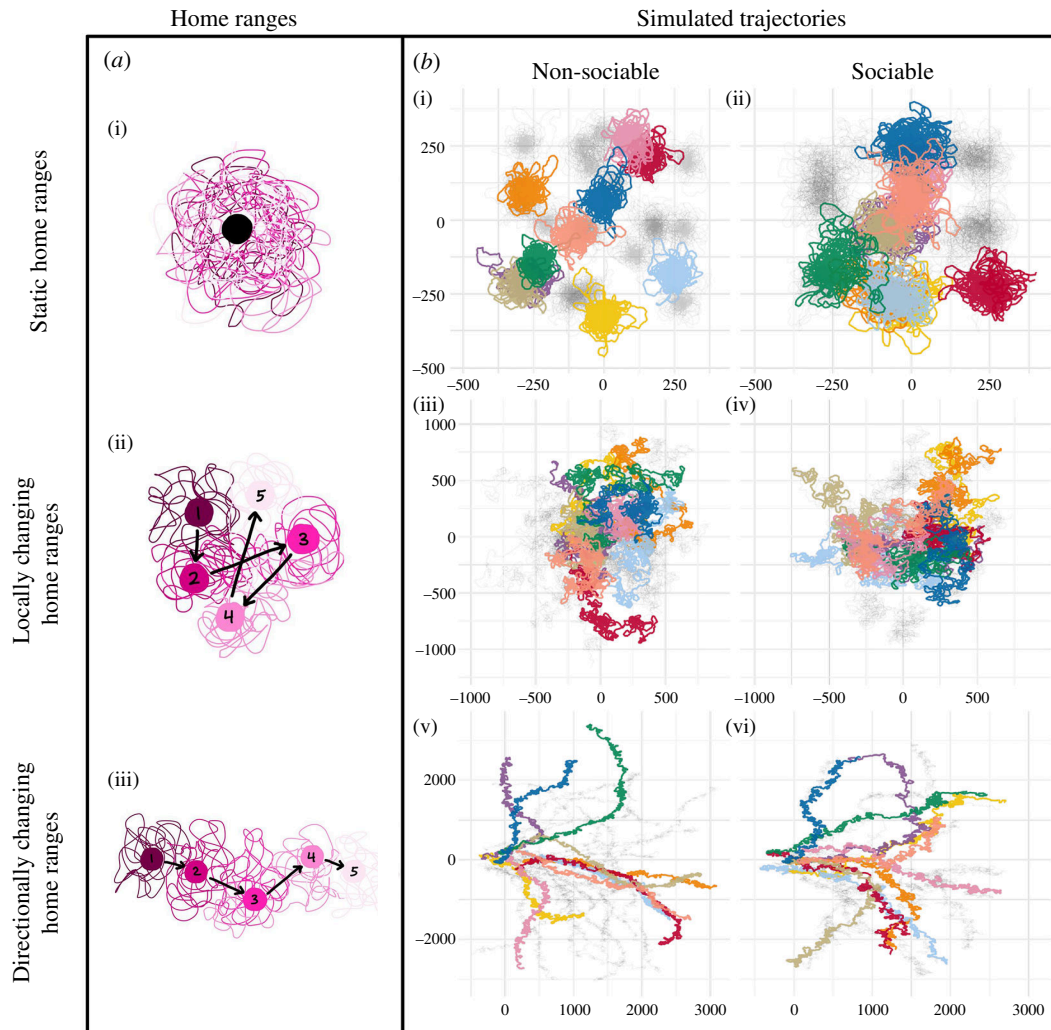 Home ranges
Simulated trajectories
(a)
(b)
Non-sociable
Sociable
Static home ranges
(i)
(i)
(ii)
250
0
−250
−500
−500
−250
0
250
−500
−250
0
250
Locally changing
home ranges
(ii)
1
2
3
4
5
(iii)
(iv)
1000
500
0
−500
−1000
−1000
−500
0
500
−1000
−500
0
500
Directionally changing
home ranges
(iii)
1
2
3
4
5
(v)
(vi)
2000
0
−2000
0
1000
2000
3000
0
1000
2000
3000